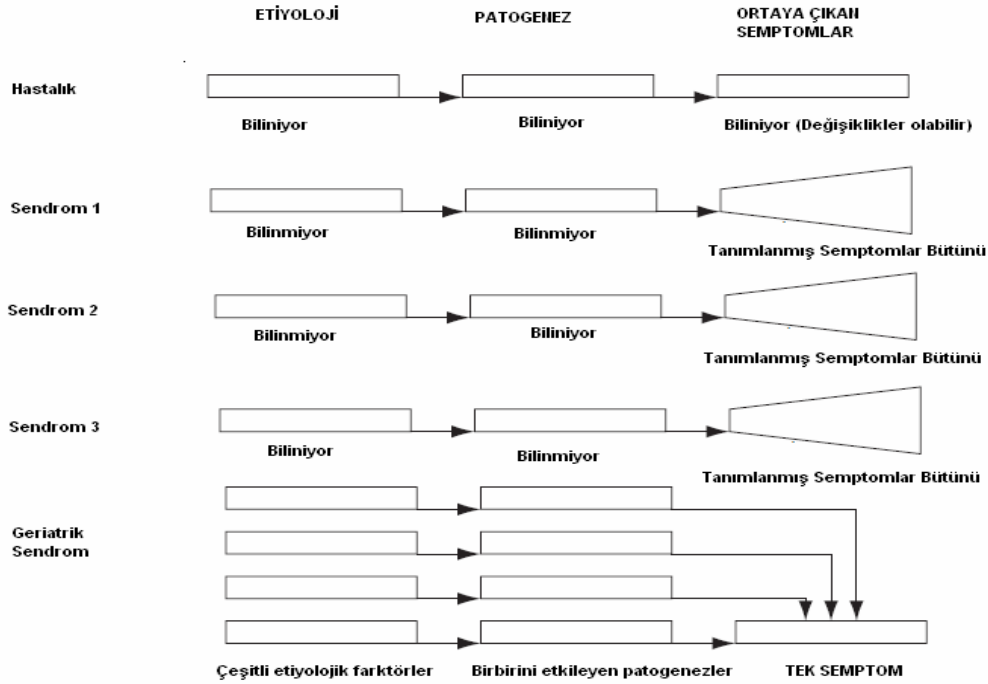 ETİYOLOJİ PATOGENEZ ORTAYA ÇIKAN
SEMPTOMLAR
Hastalık
Biliniyor Biliniyor Biliniyor (Değişiklikler olabilir)
Sendrom 1
Bilinmiyor Bilinmiyor
Tanımlanmış Semptomlar Bütünü
Sendrom 2
Bilinmiyor Biliniyor
Tanımlanmış Semptomlar Bütünü
Sendrom 3
Biliniyor Bilinmiyor
Tanımlanmış Semptomlar Bütünü
Geriatrik
Sendrom
Çeşitli etiyolojik farktörler Birbirini etkileyen patogenezler TEK SEMPTOM